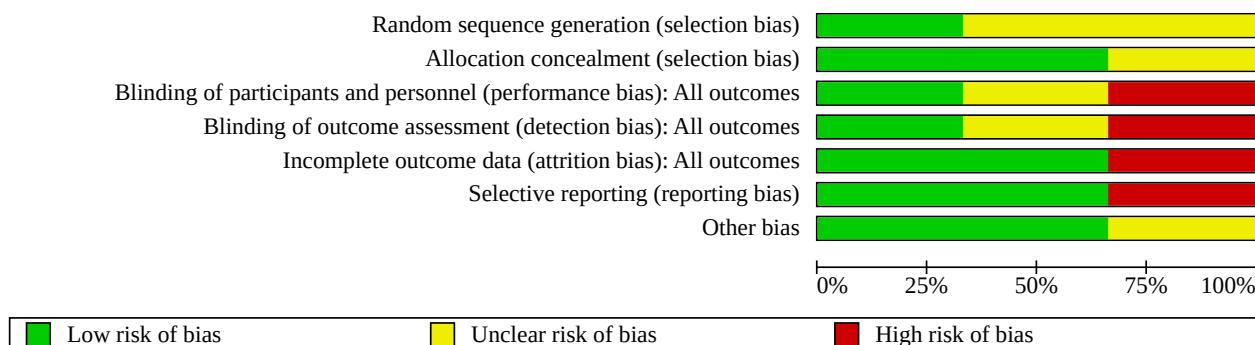 Random sequence generation (selection bias)
Allocation concealment (selection bias)
Blinding of participants and personnel (performance bias): All outcomes
Blinding of outcome assessment (detection bias): All outcomes
Incomplete outcome data (attrition bias): All outcomes
Selective reporting (reporting bias)
Other bias
0% 25% 50% 75% 100%
Low risk of bias Unclear risk of bias High risk of bias